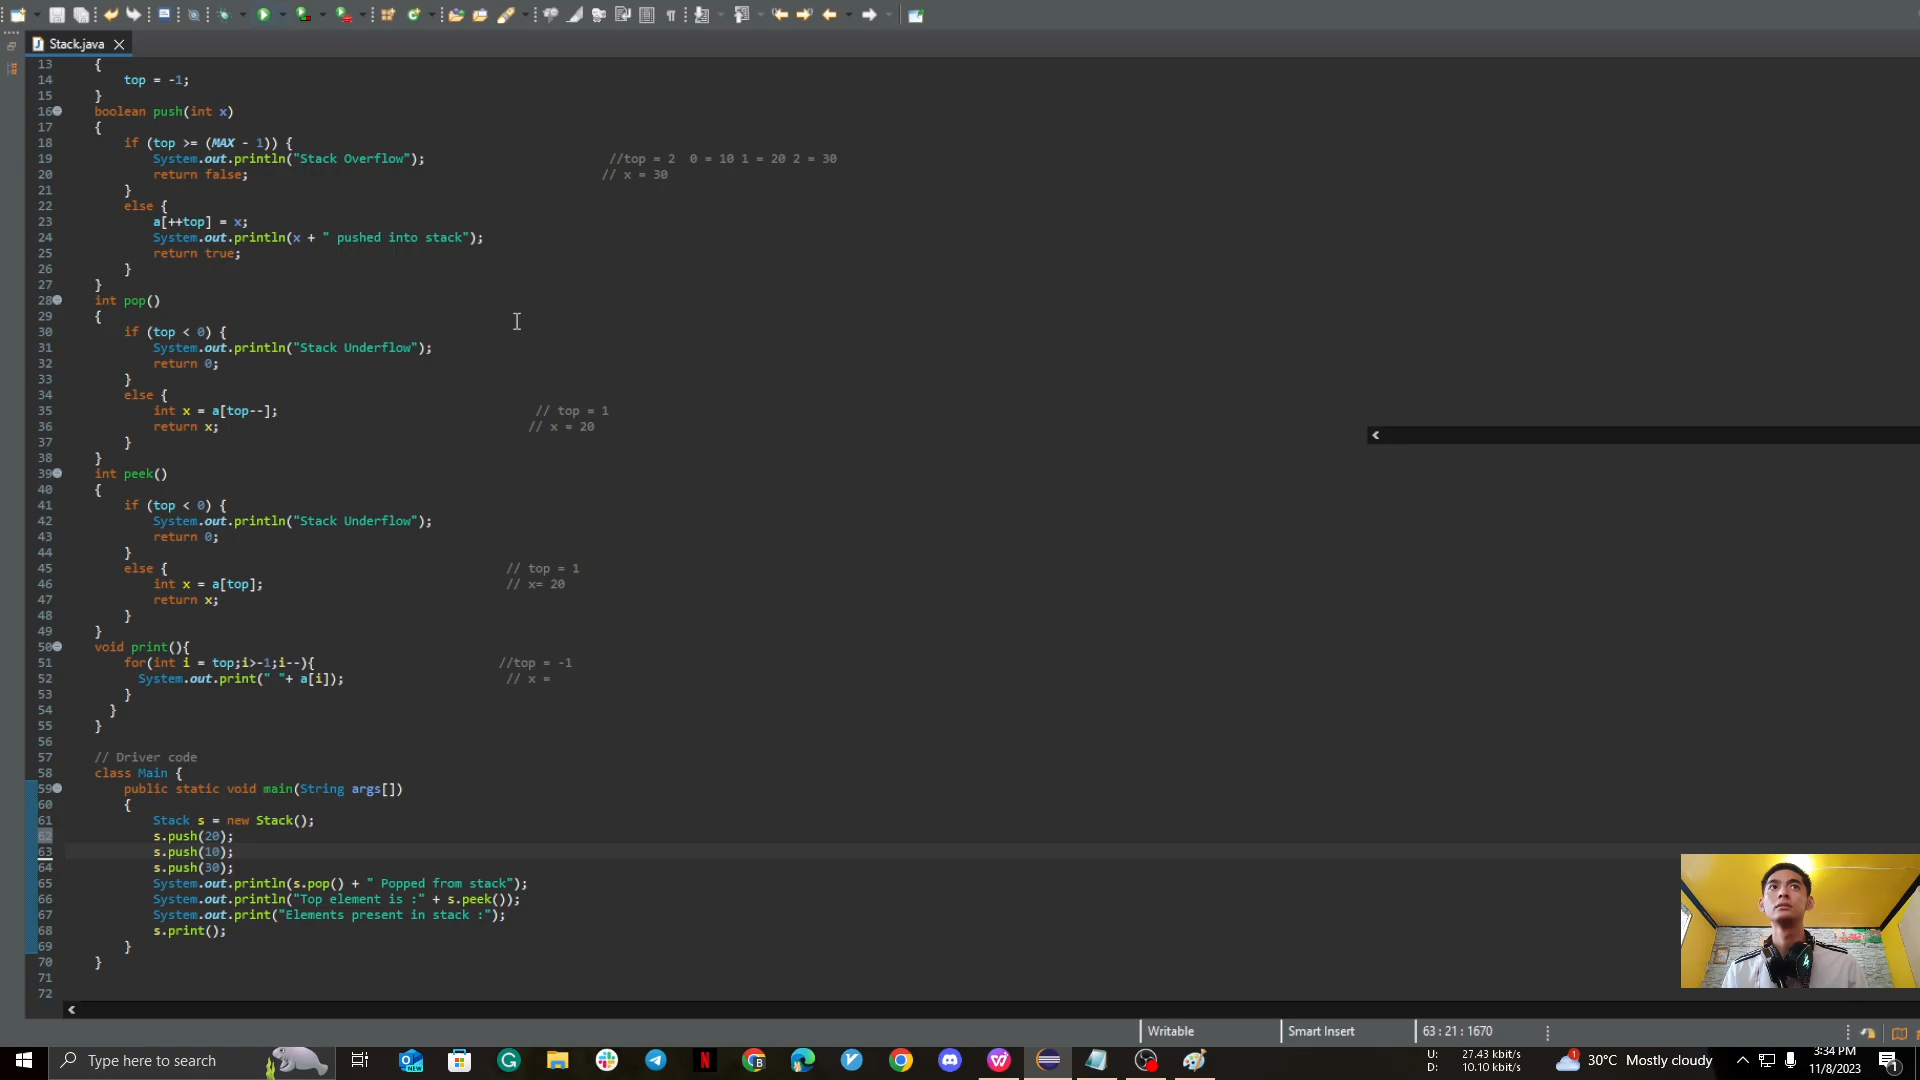 Stack.java
13 {
14 top = -1;
15 }
16 boolean push(int x)
17 {
18 if (top >= (MAX - 1)) {
19 System.out.println("Stack Overflow"); //top = 2 0 = 10 1 = 20 2 = 30
20 return false; // x = 30
21 }
22 else {
23 a[++top] = x;
24 System.out.println(x + " pushed into stack");
25 return true;
26 }
27 }
28 int pop()
29 {
30 if (top < 0) {
31 System.out.println("Stack Underflow");
32 return 0;
33 }
34 else {
35 int x = a[top--]; // top = 1
36 return x; // x = 20
37 }
38 }
39 int peek()
40 {
41 if (top < 0) {
42 System.out.println("Stack Underflow");
43 return 0;
44 }
45 else { // top = 1
46 int x = a[top]; // x= 20
47 return x;
48 }
49 }
50 void print(){
51 for(int i = top;i>-1;i--){ //top = -1
52 System.out.print(" "+ a[i]); // x =
53 }
54 }
55 }
56
57 // Driver code
58 class Main {
59 public static void main(String args[])
60 {
61 Stack s = new Stack();
62 s.push(20);
63 s.push(10);
64 s.push(30);
65 System.out.println(s.pop() + " Popped from stack");
66 System.out.println("Top element is :" + s.peek());
67 System.out.print("Elements present in stack :");
68 s.print();
69 }
70 }
71
72
Writable Smart Insert 63 : 21 : 1670
Type here to search
U: 27.43 kbit/s
D: 10.10 kbit/s
30°C Mostly cloudy
3:34 PM
11/8/2023